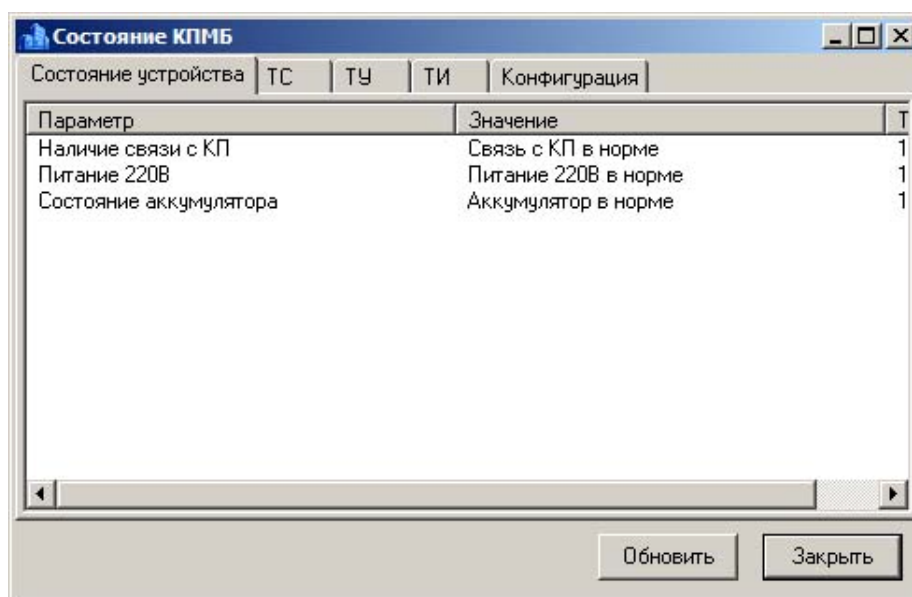 Состояние КПМБ
Состояние устройства ТС ТУ ТИ Конфигурация
Параметр Значение Т
Наличие связи с КП Связь с КП в норме 1
Питание 220В Питание 220В в норме 1
Состояние аккумулятора Аккумулятор в норме 1
Обновить Закрыть